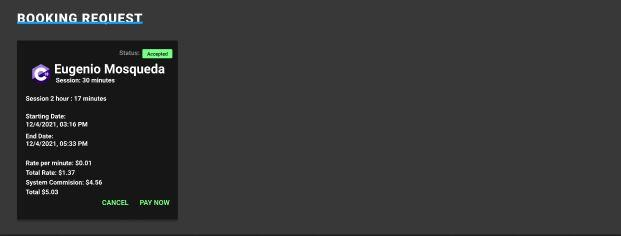 BOOKING REQUEST
Status: Accepted
Eugenio Mosqueda
Session: 30 minutes
Session 2 hour : 17 minutes
Starting Date:
12/4/2021, 03:16 PM
End Date:
12/4/2021, 05:33 PM
Rate per minute: $0.01
Total Rate: $1.37
System Commision: $4.56
Total $5.03
CANCEL PAY NOW